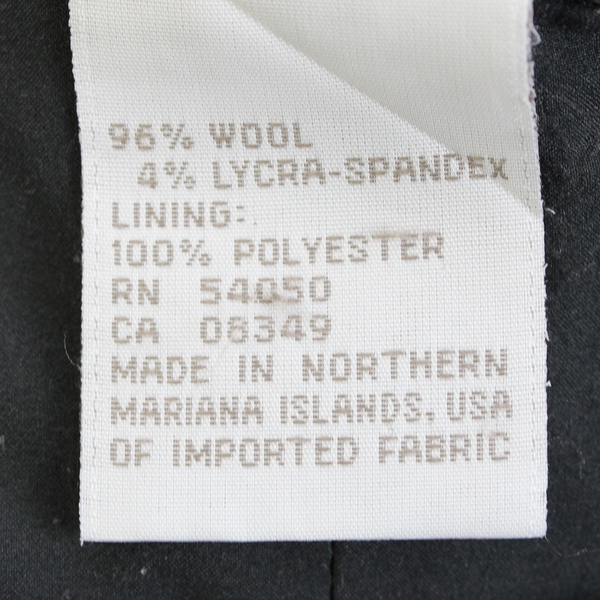 96% WOOL
4% LYCRA-SPANDEX
LINING:
100% POLYESTER
RN 54050
CA 08349
MADE IN NORTHERN
MARIANA ISLANDS, USA
OF IMPORTED FABRIC